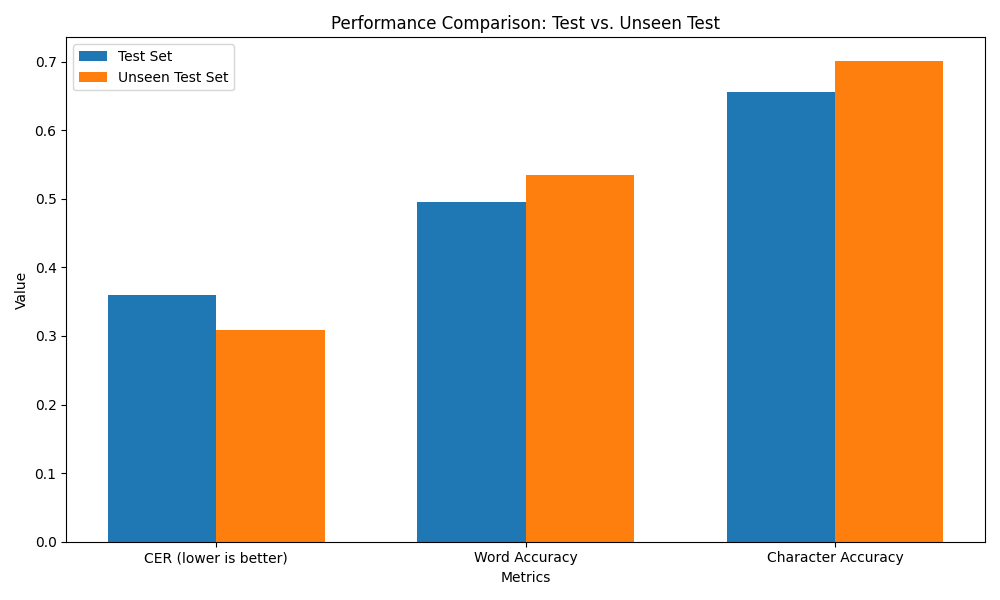 Performance Comparison: Test vs. Unseen Test
Test Set
Unseen Test Set
Value
0.7
0.6
0.5
0.4
0.3
0.2
0.1
0.0
CER (lower is better)
Word Accuracy
Character Accuracy
Metrics